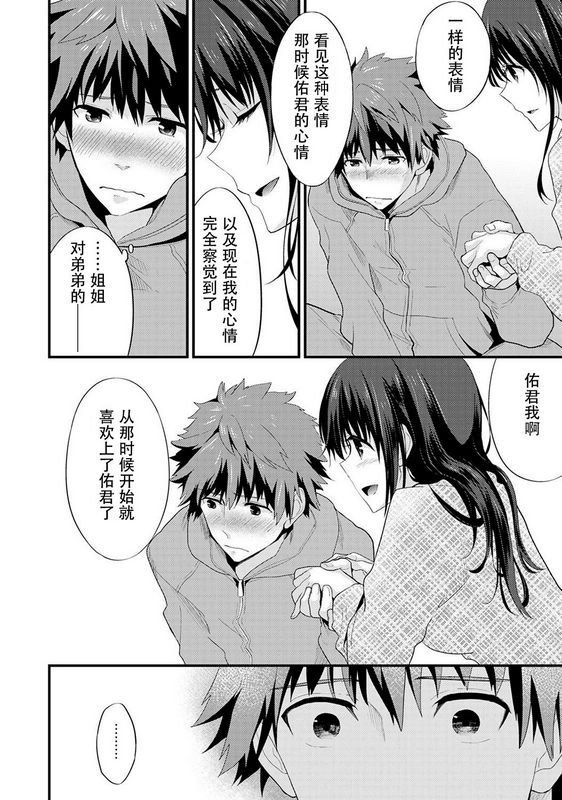 一样的表情
看见这种表情
那时候佑君的心情
以及现在我的心情
完全察觉到了
……姐姐
对弟弟的——
佑君我啊
从那时候开始就
喜欢上了佑君了
………